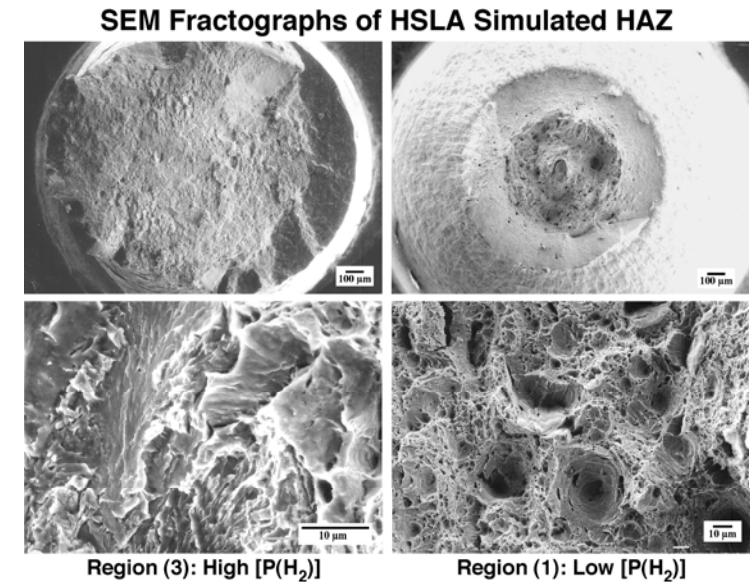 SEM Fractographs of HSLA Simulated HAZ
100 µm
100 µm
10 µm
10 µm
Region (3): High [P(H₂)]
Region (1): Low [P(H₂)]